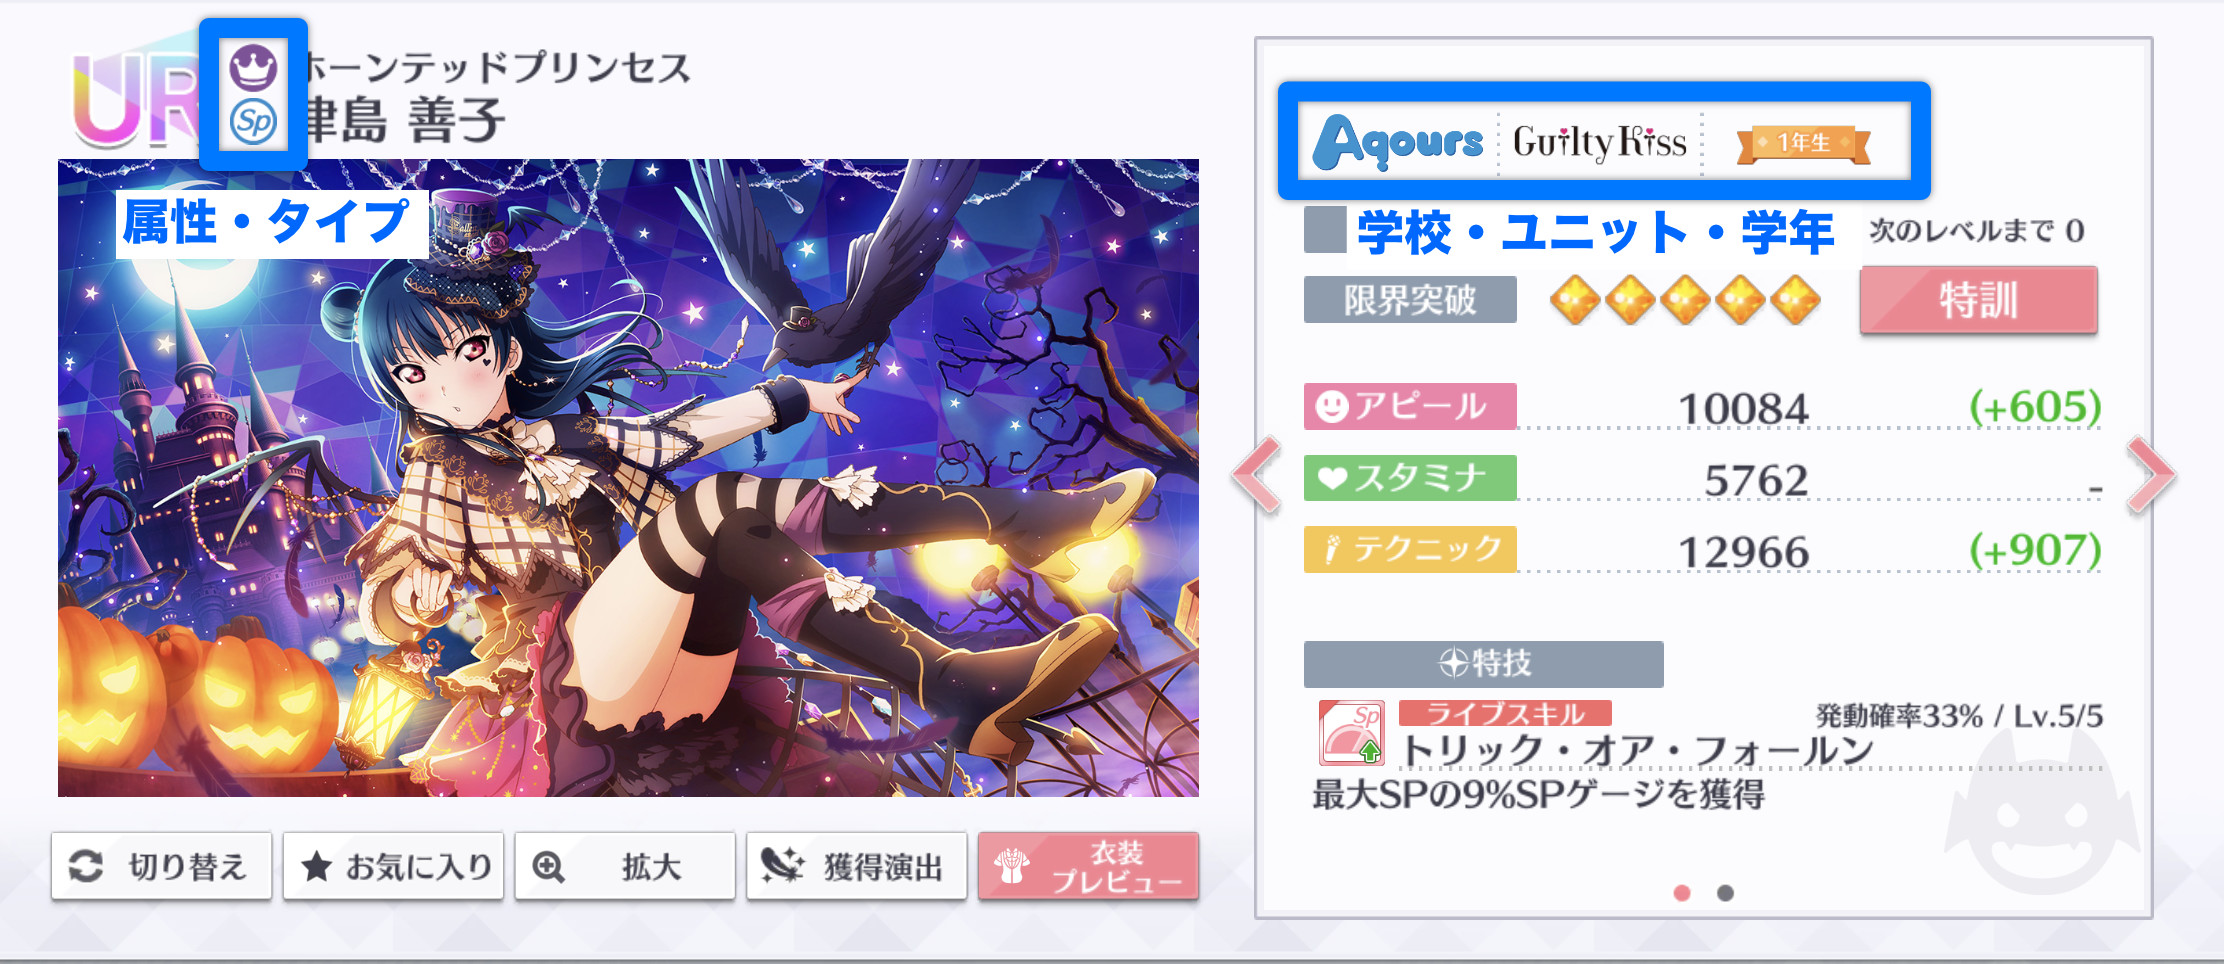 UR
Sp
ホーンテッドプリンセス
津島 善子
属性・タイプ
Aqours
Guilty Kiss
1年生
学校・ユニット・学年
次のレベルまで 0
限界突破
特訓
アピール 10084 (+605)
スタミナ 5762 -
テクニック 12966 (+907)
特技
Sp
ライブスキル
発動確率33% / Lv.5/5
トリック・オア・フォールン
最大SPの9%SPゲージを獲得
切り替え
お気に入り
拡大
獲得演出
衣装
プレビュー